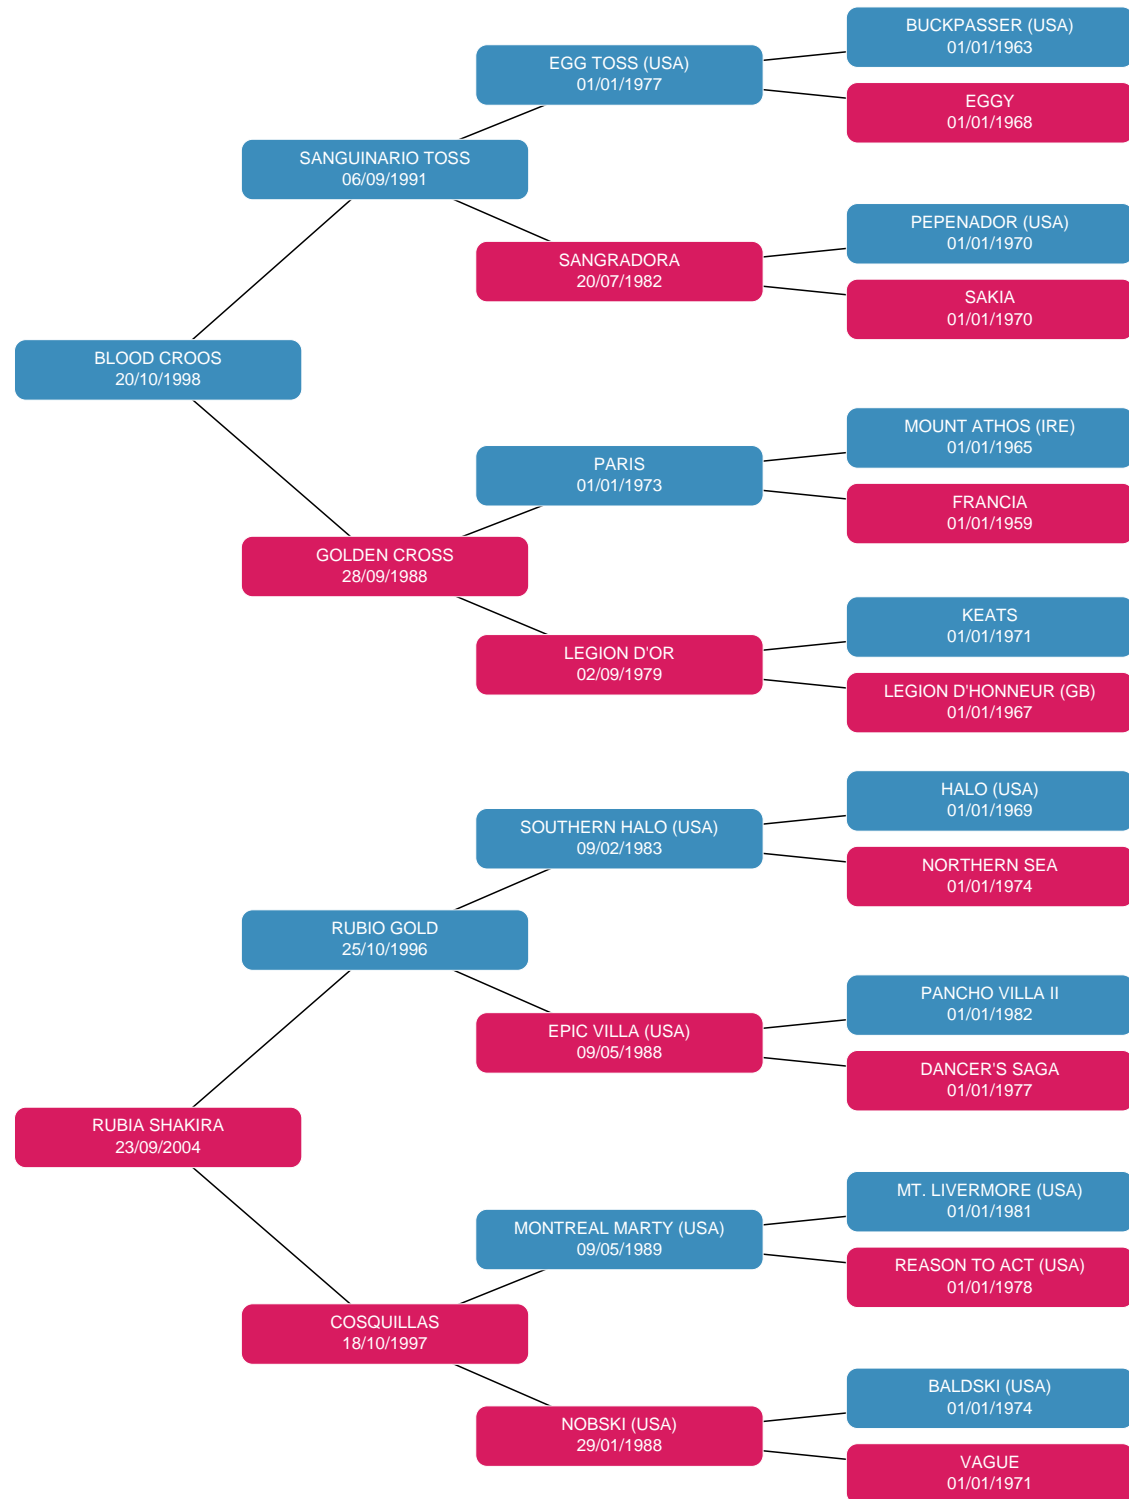 BUCKPASSER (USA)
01/01/1963
EGG TOSS (USA)
01/01/1977
EGGY
01/01/1968
SANGUINARIO TOSS
06/09/1991
PEPENADOR (USA)
01/01/1970
SANGRADORA
20/07/1982
SAKIA
01/01/1970
BLOOD CROOS
20/10/1998
MOUNT ATHOS (IRE)
01/01/1965
PARIS
01/01/1973
FRANCIA
01/01/1959
GOLDEN CROSS
28/09/1988
KEATS
01/01/1971
LEGION D'OR
02/09/1979
LEGION D'HONNEUR (GB)
01/01/1967
HALO (USA)
01/01/1969
SOUTHERN HALO (USA)
09/02/1983
NORTHERN SEA
01/01/1974
RUBIO GOLD
25/10/1996
PANCHO VILLA II
01/01/1982
EPIC VILLA (USA)
09/05/1988
DANCER'S SAGA
01/01/1977
RUBIA SHAKIRA
23/09/2004
MT. LIVERMORE (USA)
01/01/1981
MONTREAL MARTY (USA)
09/05/1989
REASON TO ACT (USA)
01/01/1978
COSQUILLAS
18/10/1997
BALDSKI (USA)
01/01/1974
NOBSKI (USA)
29/01/1988
VAGUE
01/01/1971